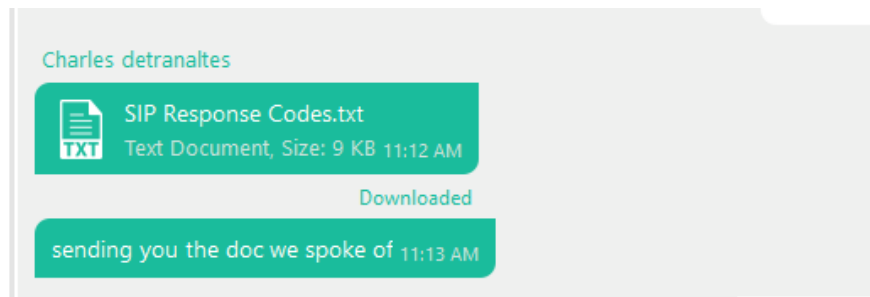 Charles detranaltes
SIP Response Codes.txt
TXT
Text Document, Size: 9 KB 11:12 AM
Downloaded
sending you the doc we spoke of 11:13 AM